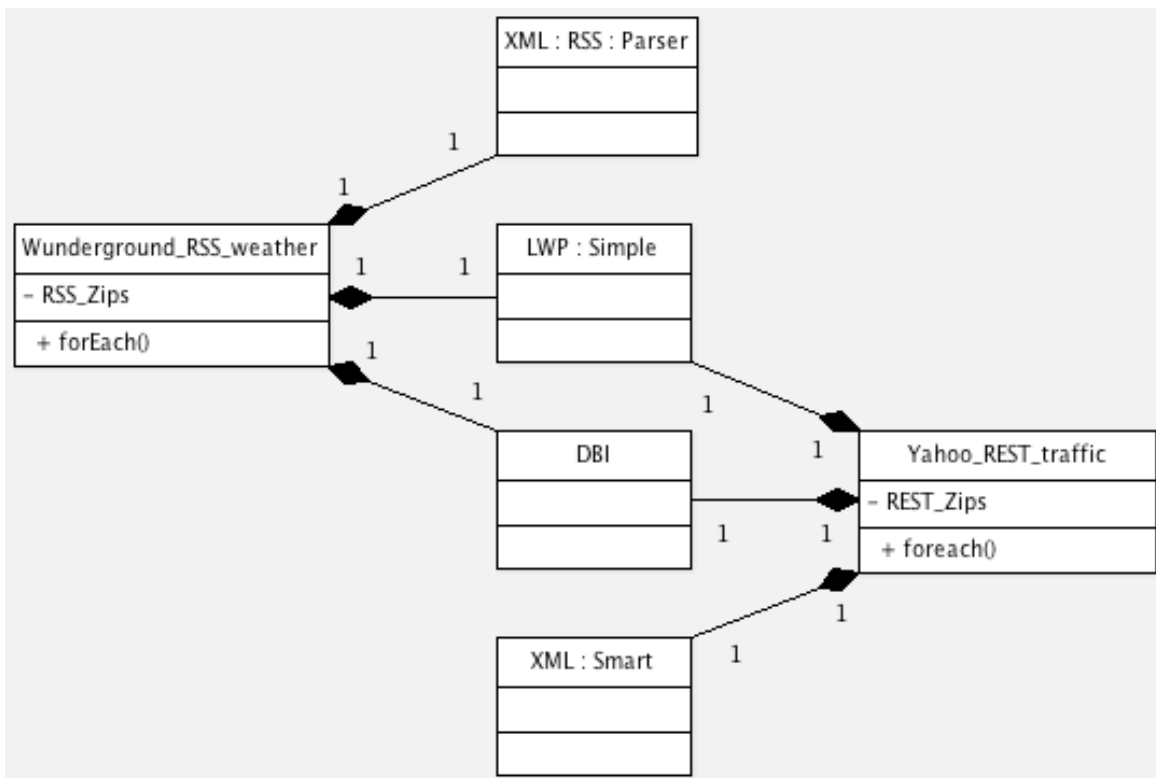 XML : RSS : Parser
1
1
Wunderground_RSS_weather
- RSS_Zips
+ forEach()
1
1
LWP : Simple
1
1
1
1
DBI
Yahoo_REST_traffic
- REST_Zips
+ foreach()
1
1
1
1
XML : Smart